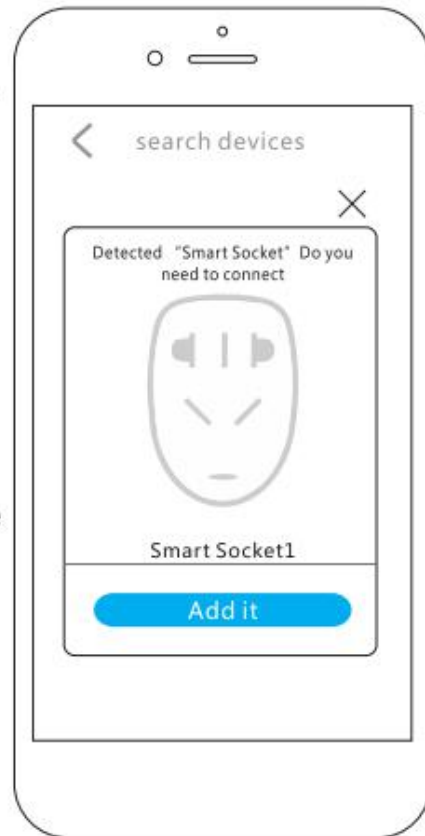 search devices
Detected "Smart Socket" Do you
need to connect
Smart Socket1
Add it